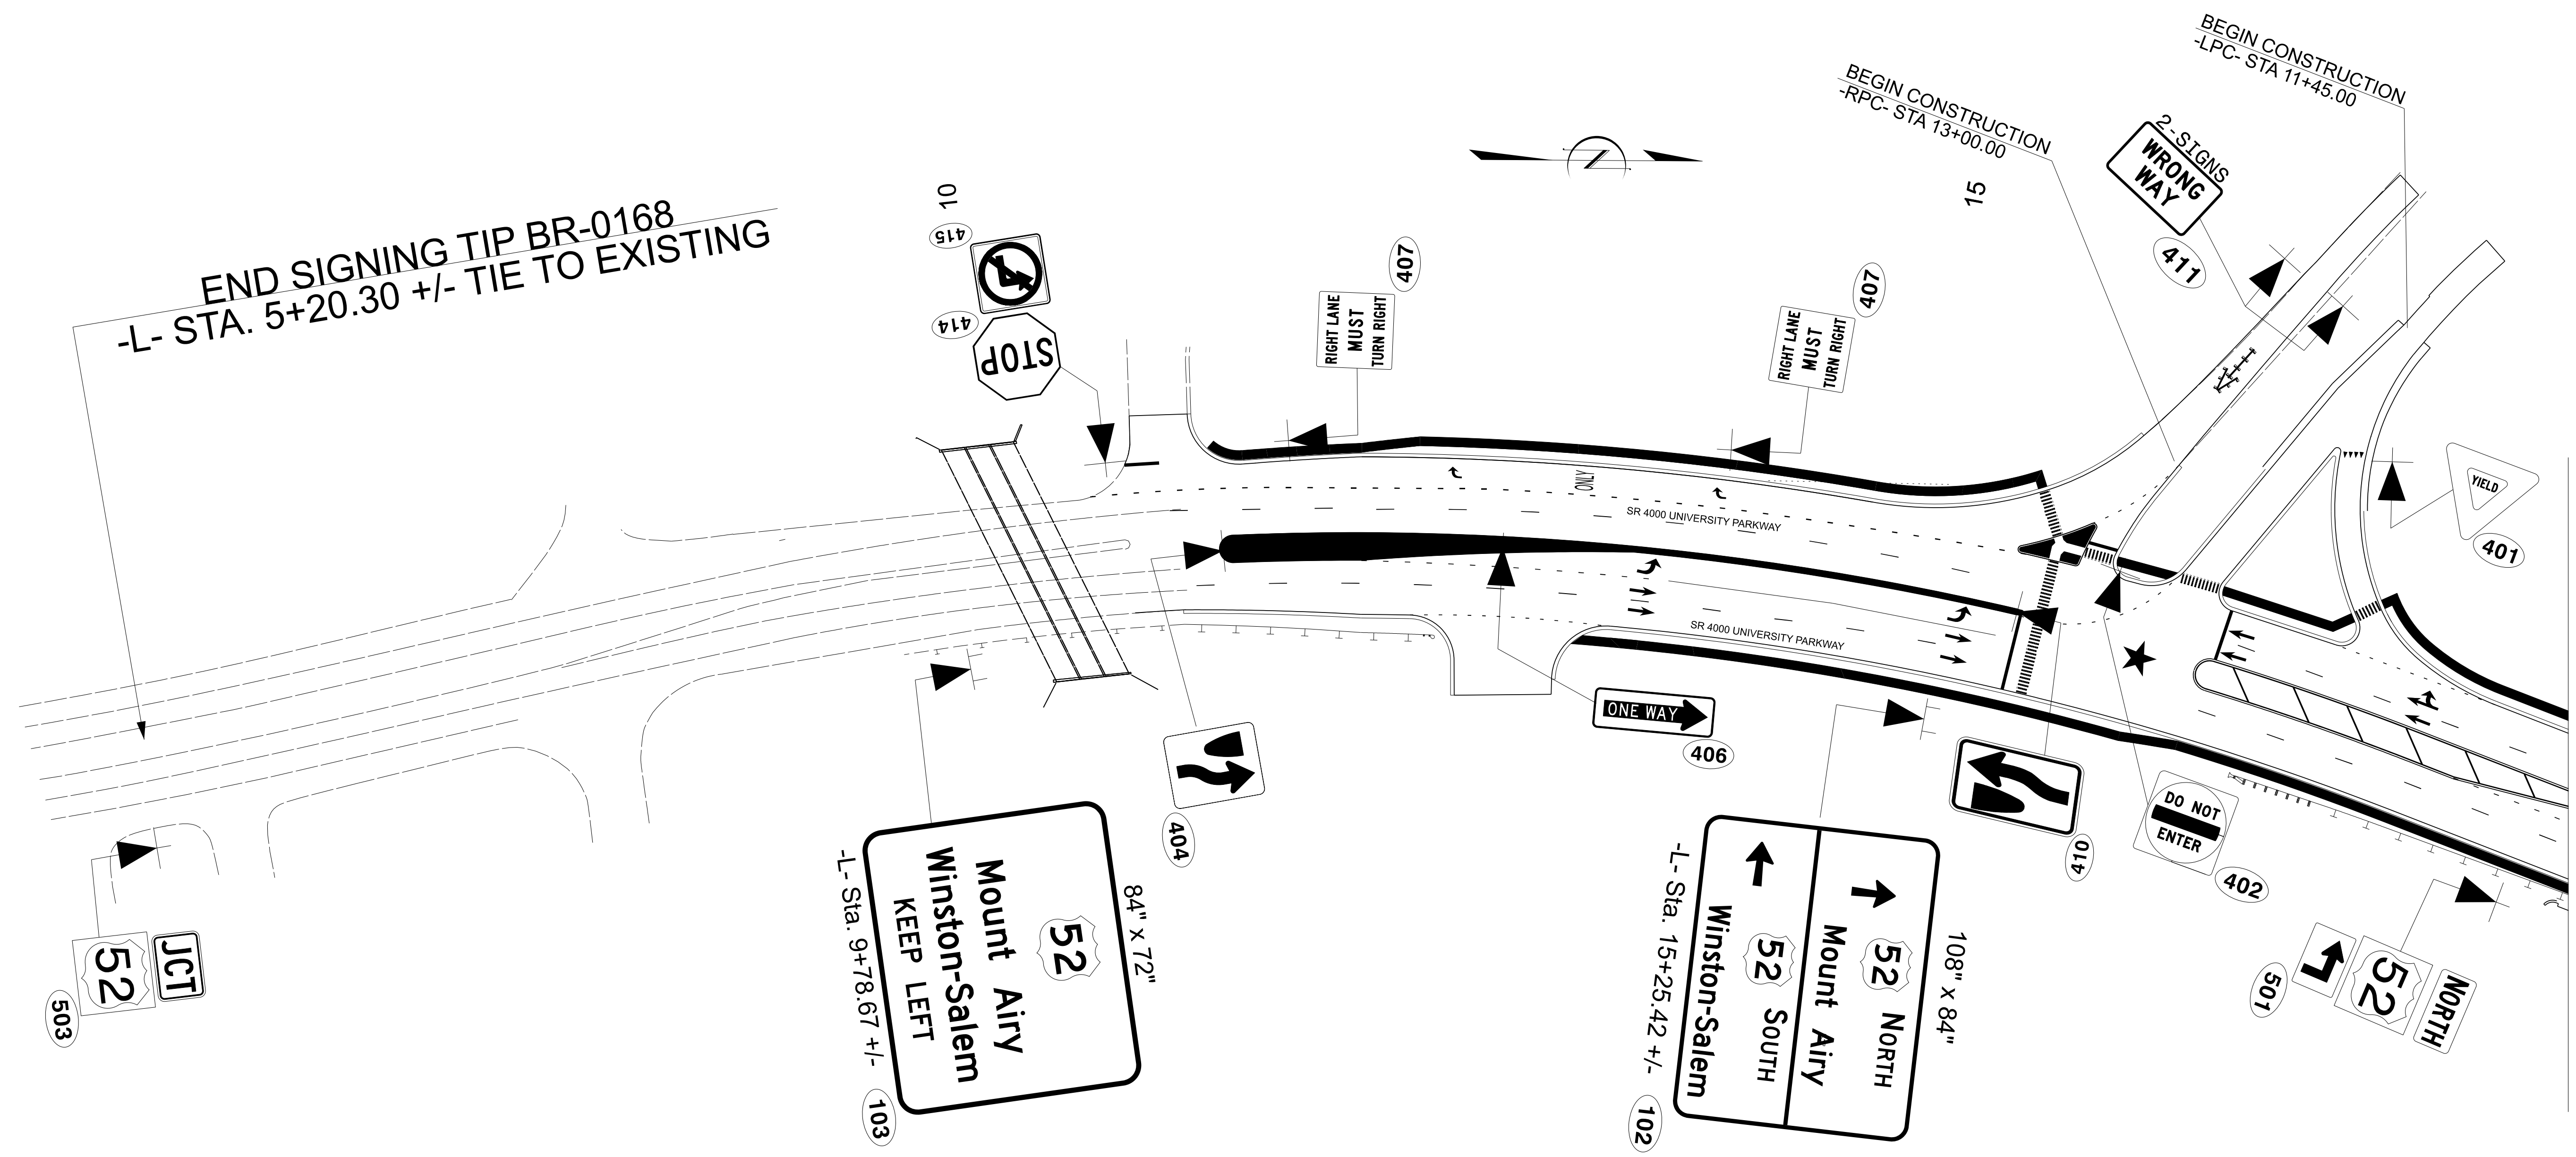 END SIGNING TIP BR-0168
-L- STA. 5+20.30 +/- TIE TO EXISTING
10
415
414
STOP
RIGHT LANE
MUST
TURN RIGHT
407
RIGHT LANE
MUST
TURN RIGHT
407
15
BEGIN CONSTRUCTION
-RPC- STA 13+00.00
BEGIN CONSTRUCTION
-LPC- STA 11+45.00
2-SIGNS
WRONG
WAY
411
YIELD
401
ONLY
SR 4000 UNIVERSITY PARKWAY
SR 4000 UNIVERSITY PARKWAY
ONE WAY
406
404
410
DO NOT
ENTER
402
JCT
52
503
84" x 72"
52
Mount Airy
Winston-Salem
KEEP LEFT
-L- Sta. 9+78.67 +/-
103
108" x 84"
52 NORTH
Mount Airy
52 SOUTH
Winston-Salem
-L- Sta. 15+25.42 +/-
102
NORTH
52
501